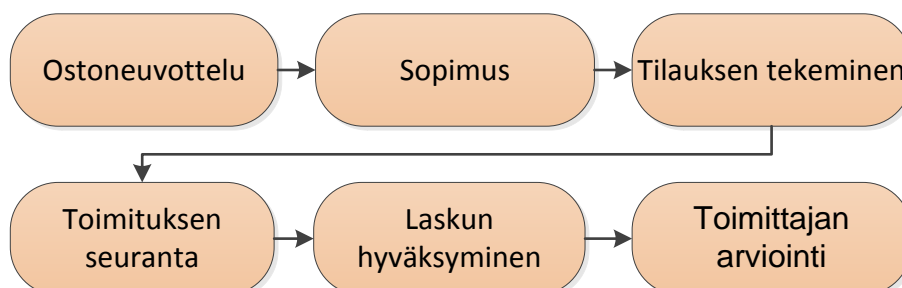 Ostoneuvottelu
Sopimus
Tilauksen tekeminen
Toimituksen
seuranta
Laskun
hyväksyminen
Toimittajan
arviointi